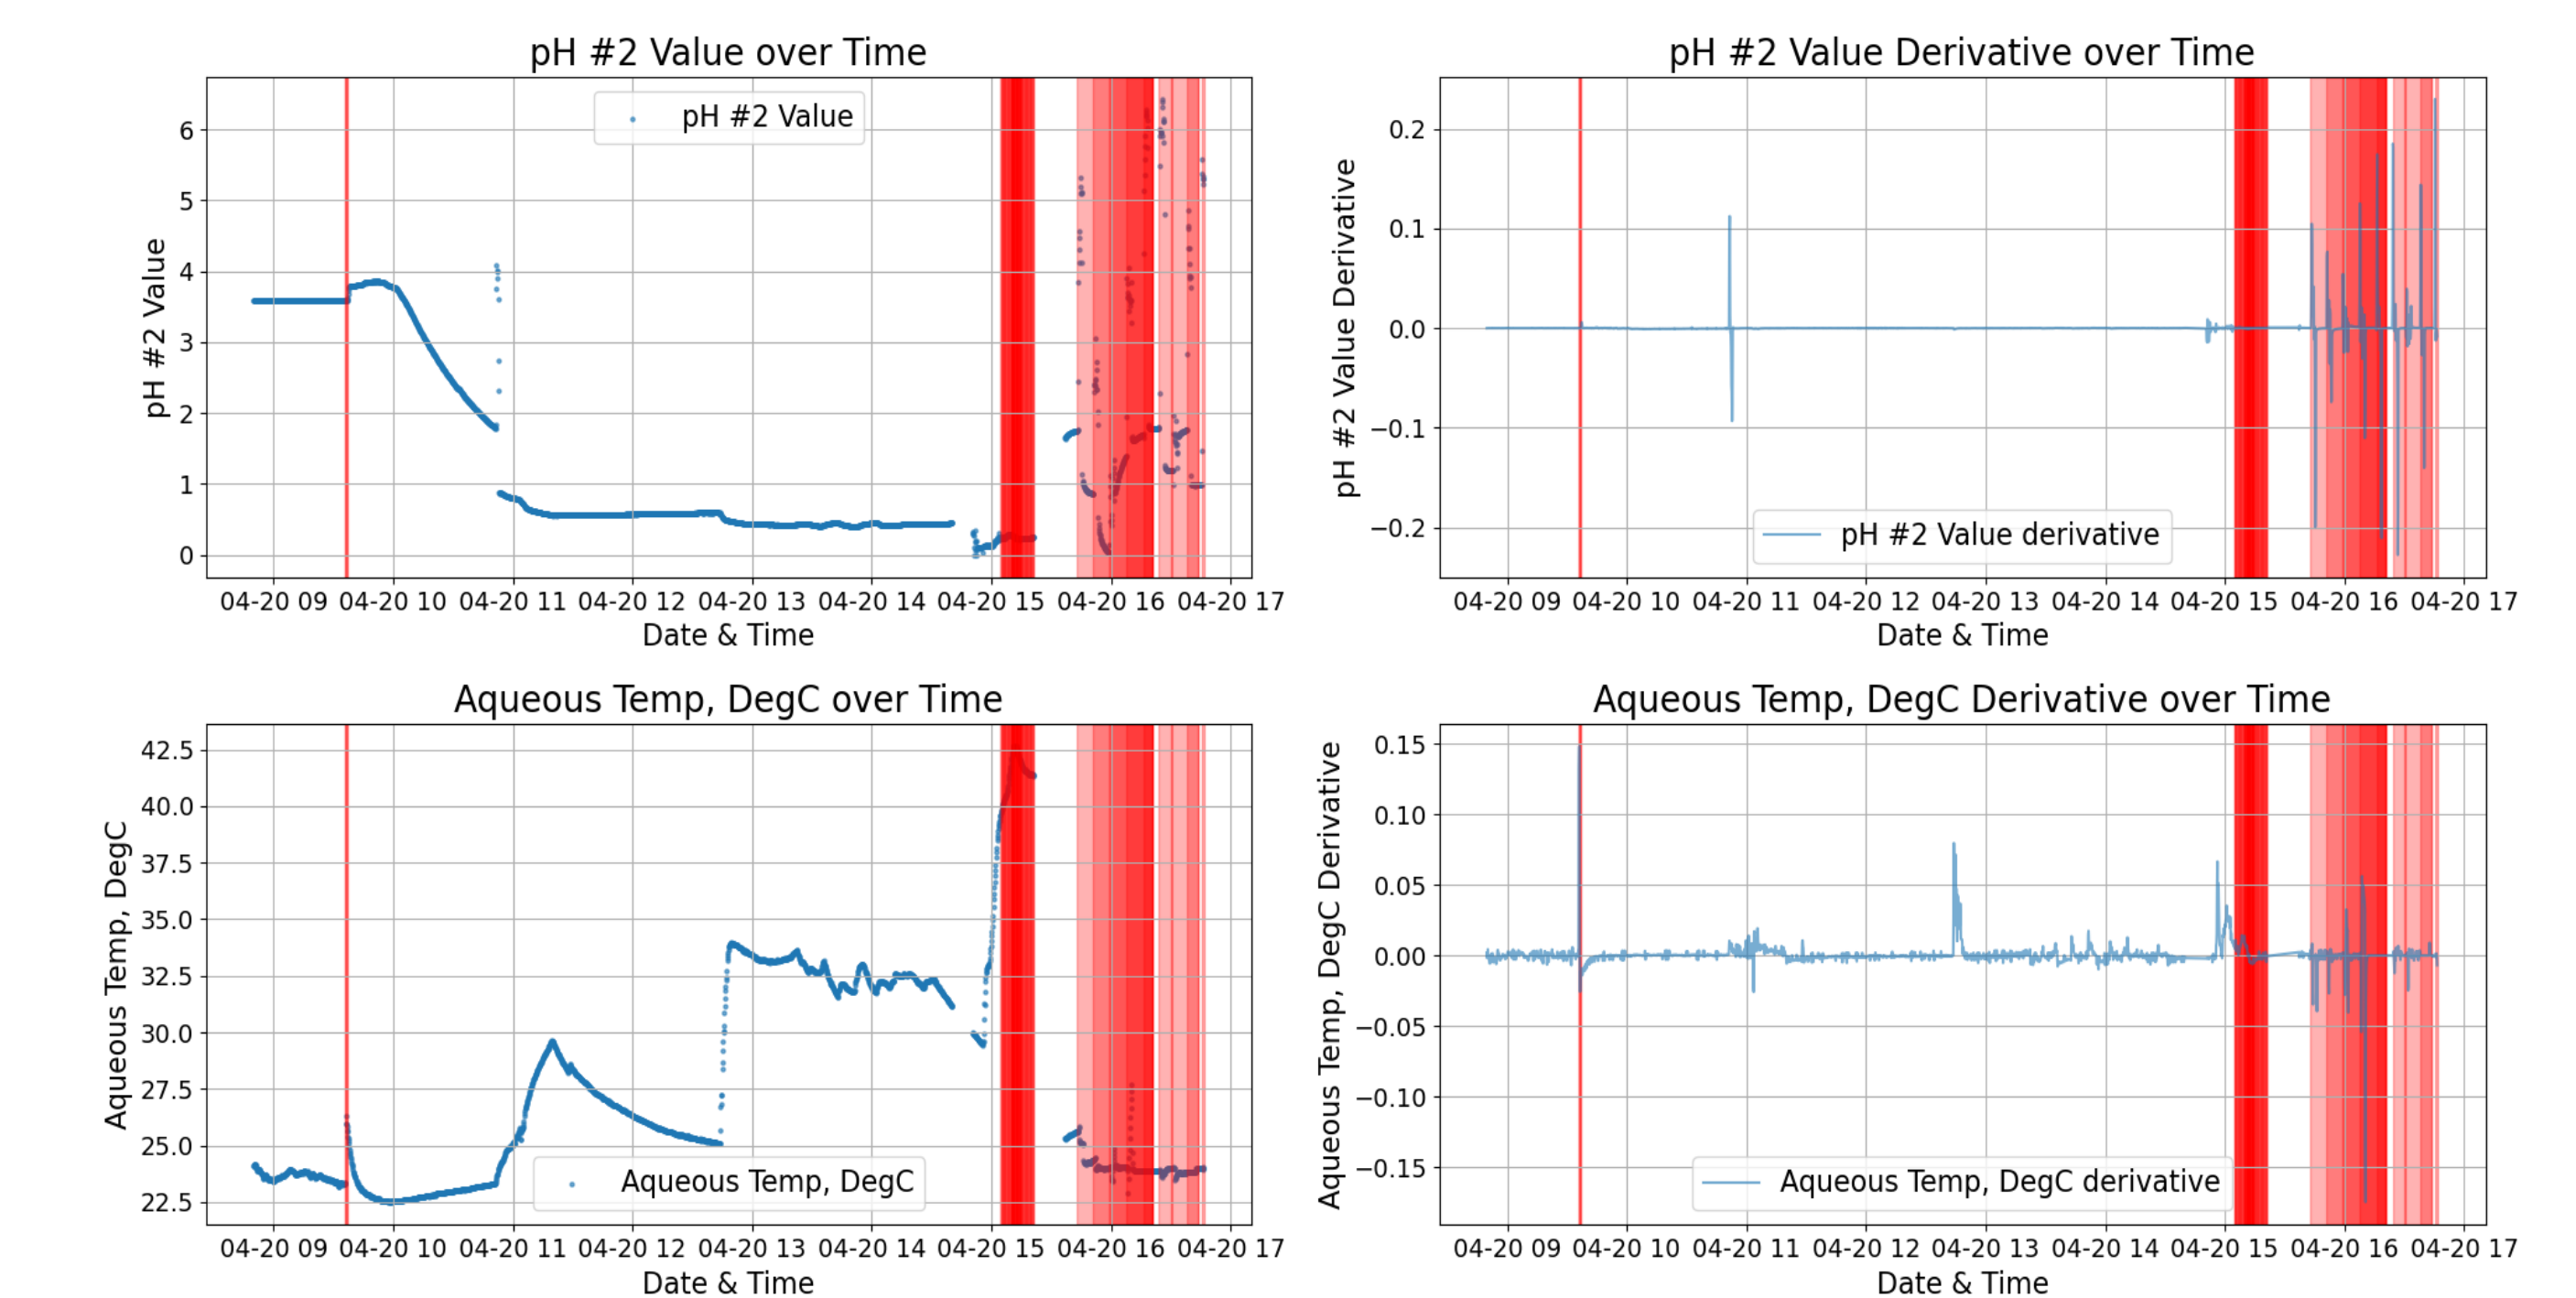 pH #2 Value over Time
pH #2 Value
6
5
4
3
2
1
0
pH #2 Value
04-20 09 04-20 10 04-20 11 04-20 12 04-20 13 04-20 14 04-20 15 04-20 16 04-20 17
Date & Time
pH #2 Value Derivative over Time
0.2
0.1
0.0
−0.1
−0.2
pH #2 Value Derivative
pH #2 Value derivative
04-20 09 04-20 10 04-20 11 04-20 12 04-20 13 04-20 14 04-20 15 04-20 16 04-20 17
Date & Time
Aqueous Temp, DegC over Time
42.5
40.0
37.5
35.0
32.5
30.0
27.5
25.0
22.5
Aqueous Temp, DegC
Aqueous Temp, DegC
04-20 09 04-20 10 04-20 11 04-20 12 04-20 13 04-20 14 04-20 15 04-20 16 04-20 17
Date & Time
Aqueous Temp, DegC Derivative over Time
0.15
0.10
0.05
0.00
−0.05
−0.10
−0.15
Aqueous Temp, DegC Derivative
Aqueous Temp, DegC derivative
04-20 09 04-20 10 04-20 11 04-20 12 04-20 13 04-20 14 04-20 15 04-20 16 04-20 17
Date & Time